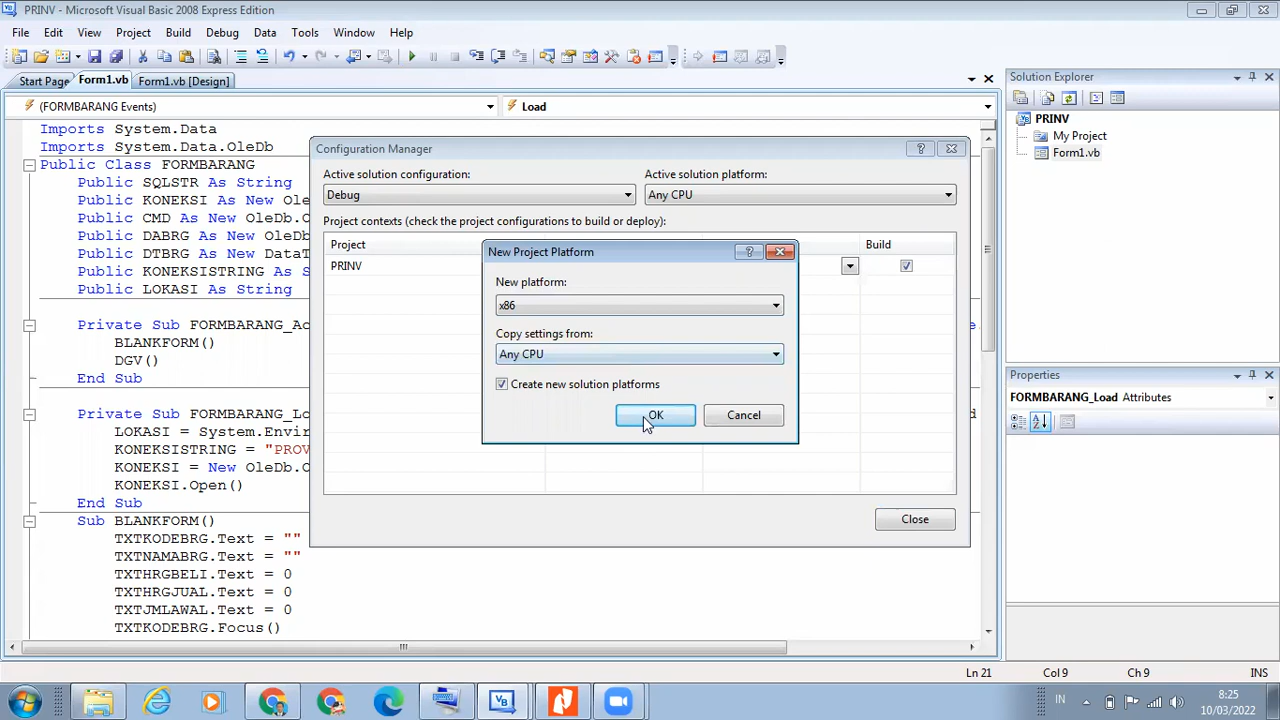 PRINV - Microsoft Visual Basic 2008 Express Edition
File Edit View Project Build Debug Data Tools Window Help
Start Page Form1.vb Form1.vb [Design]
(FORMBARANG Events) Load
Imports System.Data
Imports System.Data.OleDb
Public Class FORMBARANG
Public SQLSTR As String
Public KONEKSI As New OleDb.O
Public CMD As New OleDb.O
Public DABRG As New OleDb
Public DTBRG As New DataT
Public KONEKSISTRING As S
Public LOKASI As String
Private Sub FORMBARANG_Ac
BLANKFORM()
DGV()
End Sub
Private Sub FORMBARANG_Lo
LOKASI = System.Envir
KONEKSISTRING = "PROV
KONEKSI = New OleDb.O
KONEKSI.Open()
End Sub
Sub BLANKFORM()
TXTKODEBRG.Text = ""
TXTNAMABRG.Text = ""
TXTHRGBELI.Text = 0
TXTHRGJUAL.Text = 0
TXTJMLAWAL.Text = 0
TXTKODEBRG.Focus()
Configuration Manager
Active solution configuration: Active solution platform:
Debug Any CPU
Project contexts (check the project configurations to build or deploy):
Project Build
PRINV
New Project Platform
New platform:
x86
Copy settings from:
Any CPU
Create new solution platforms
OK Cancel
Close
Solution Explorer
PRINV
My Project
Form1.vb
Properties
FORMBARANG_Load Attributes
Ln 21 Col 9 Ch 9 INS
IN
8:25
10/03/2022